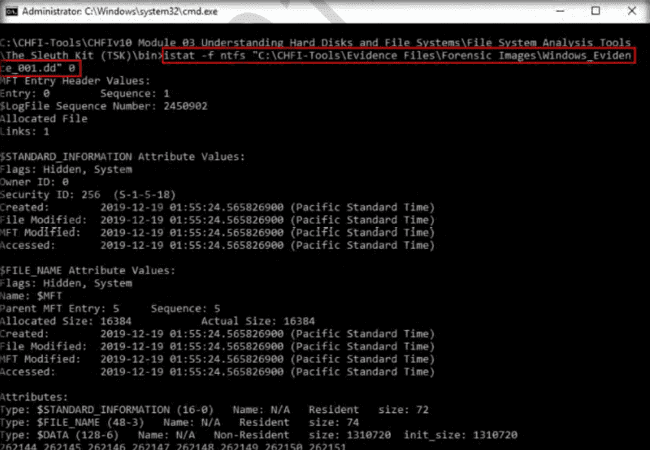 Administrator: C:\Windows\system32\cmd.exe
C:\CHFI-Tools\CHFIv10 Module 03 Understanding Hard Disks and File Systems\File System Analysis Tools
\The Sleuth Kit (TSK)\bin>istat -f ntfs "C:\CHFI-Tools\Evidence Files\Forensic Images\Windows_Eviden
ce_001.dd" 0
MFT Entry Header Values:
Entry: 0        Sequence: 1
$LogFile Sequence Number: 2450902
Allocated File
Links: 1
$STANDARD_INFORMATION Attribute Values:
Flags: Hidden, System
Owner ID: 0
Security ID: 256  (S-1-5-18)
Created:        2019-12-19 01:55:24.565826900 (Pacific Standard Time)
File Modified:  2019-12-19 01:55:24.565826900 (Pacific Standard Time)
MFT Modified:   2019-12-19 01:55:24.565826900 (Pacific Standard Time)
Accessed:       2019-12-19 01:55:24.565826900 (Pacific Standard Time)
$FILE_NAME Attribute Values:
Flags: Hidden, System
Name: $MFT
Parent MFT Entry: 5     Sequence: 5
Allocated Size: 16384           Actual Size: 16384
Created:        2019-12-19 01:55:24.565826900 (Pacific Standard Time)
File Modified:  2019-12-19 01:55:24.565826900 (Pacific Standard Time)
MFT Modified:   2019-12-19 01:55:24.565826900 (Pacific Standard Time)
Accessed:       2019-12-19 01:55:24.565826900 (Pacific Standard Time)
Attributes:
Type: $STANDARD_INFORMATION (16-0)   Name: N/A   Resident   size: 72
Type: $FILE_NAME (48-3)   Name: N/A   Resident   size: 74
Type: $DATA (128-6)   Name: N/A   Non-Resident   size: 1310720  init_size: 1310720
262144 262145 262146 262147 262148 262149 262150 262151